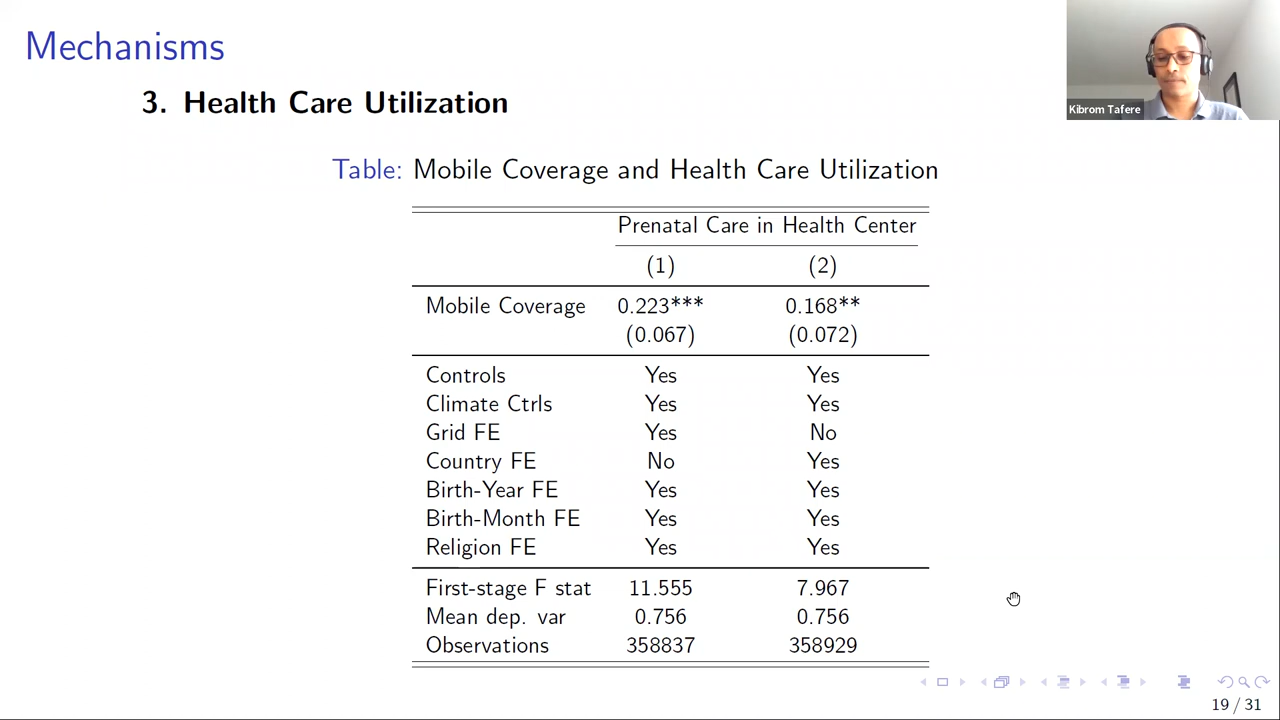 Mechanisms
Kibrom Tafere
3. Health Care Utilization
Table: Mobile Coverage and Health Care Utilization
Prenatal Care in Health Center
(1) (2)
Mobile Coverage 0.223*** 0.168**
(0.067) (0.072)
Controls Yes Yes
Climate Ctrls Yes Yes
Grid FE Yes No
Country FE No Yes
Birth-Year FE Yes Yes
Birth-Month FE Yes Yes
Religion FE Yes Yes
First-stage F stat 11.555 7.967
Mean dep. var 0.756 0.756
Observations 358837 358929
19 / 31